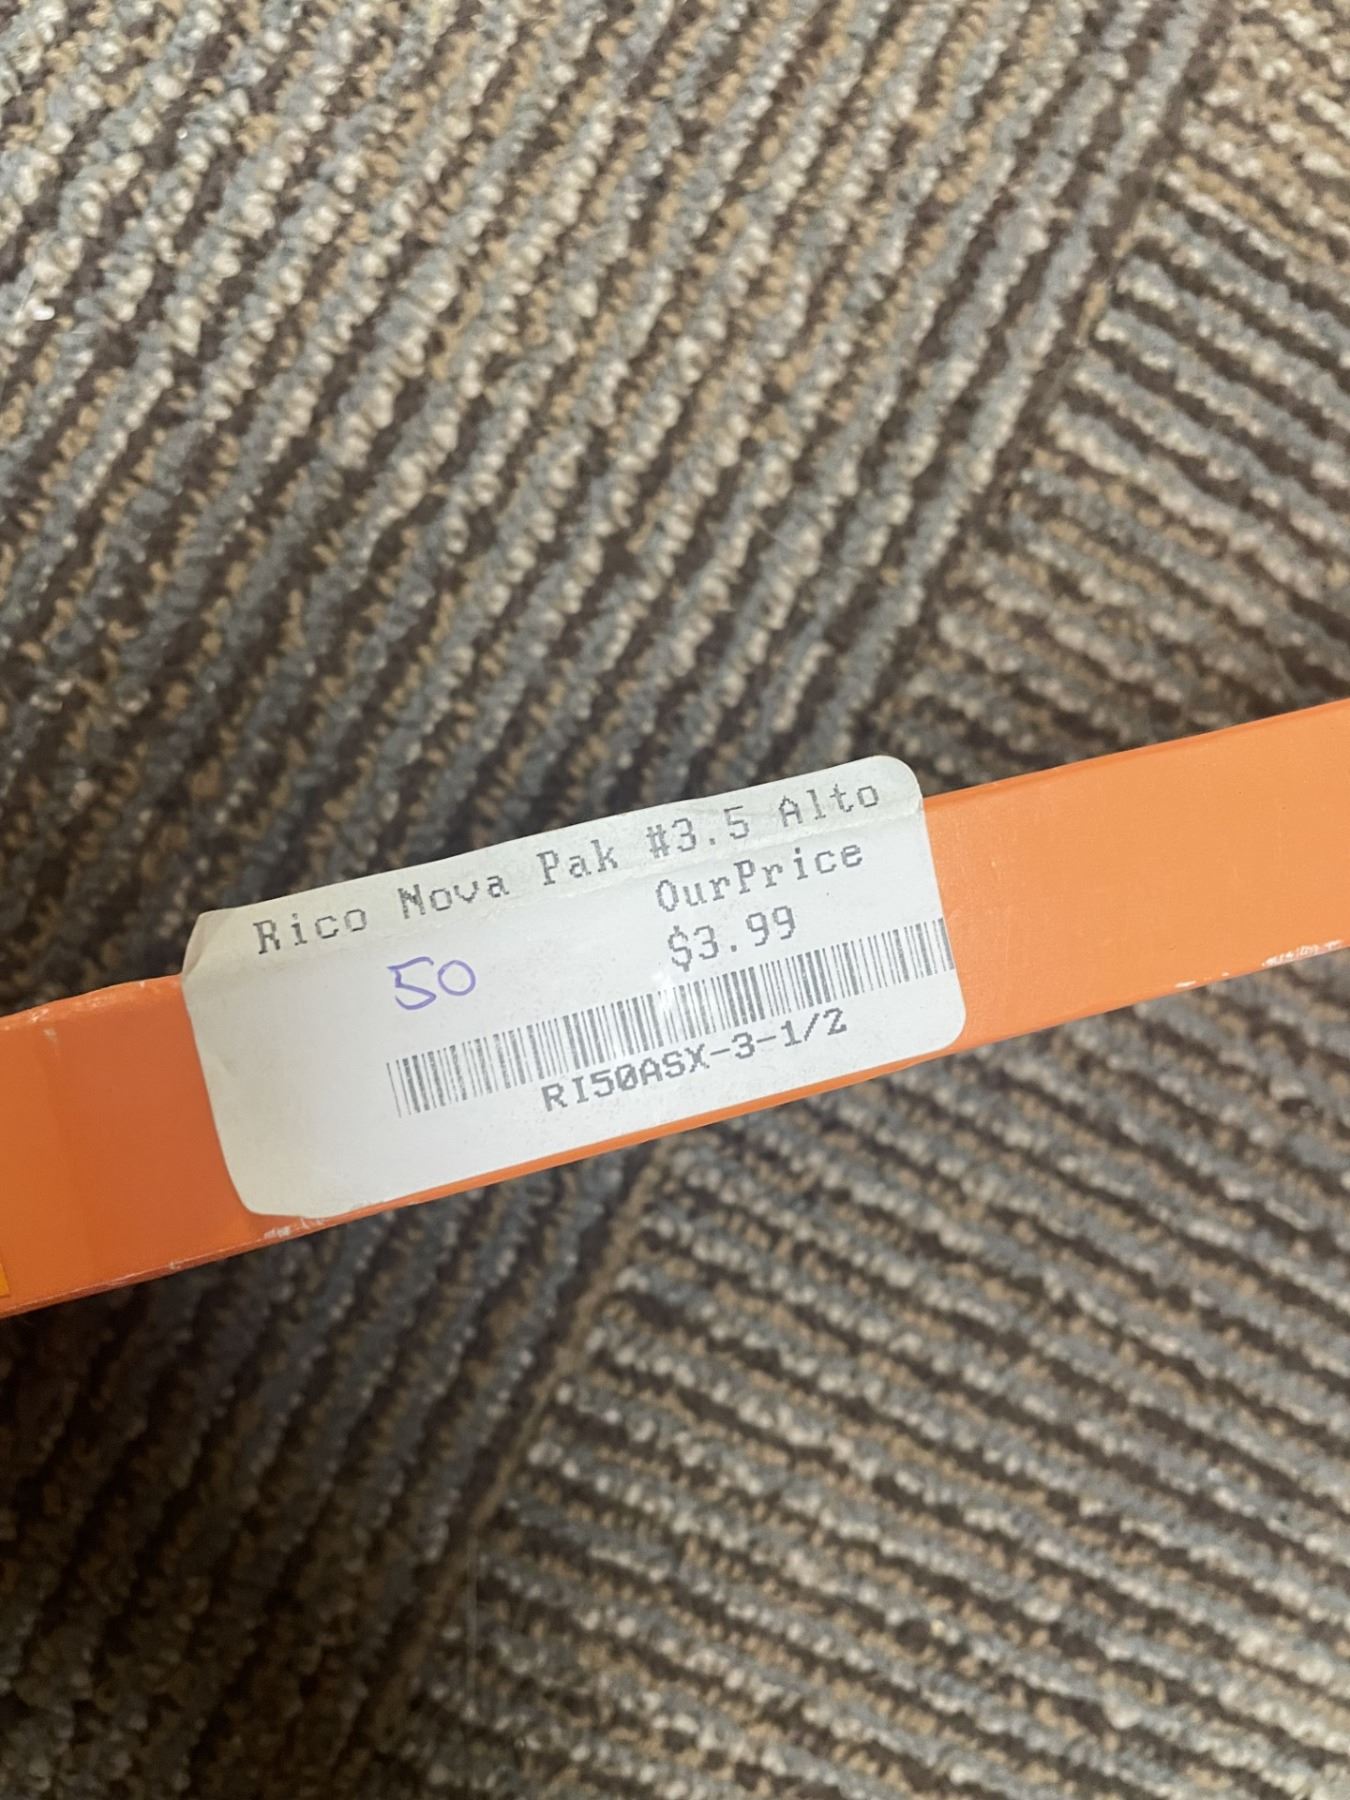 Rico Nova Pak #3.5 Alto
OurPrice
50 $3.99
RI50ASX-3-1/2